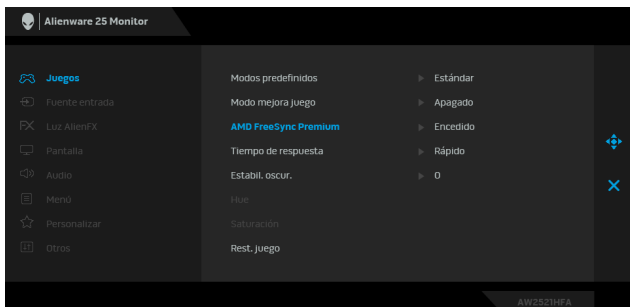 Alienware 25 Monitor
Juegos
Fuente entrada
FX Luz AlienFX
Pantalla
Audio
Menú
Personalizar
Otros
Modos predefinidos Estándar
Modo mejora juego Apagado
AMD FreeSync Premium Encedido
Tiempo de respuesta Rápido
Estabil. oscur. 0
Hue
Saturación
Rest. juego
AW2521HFA